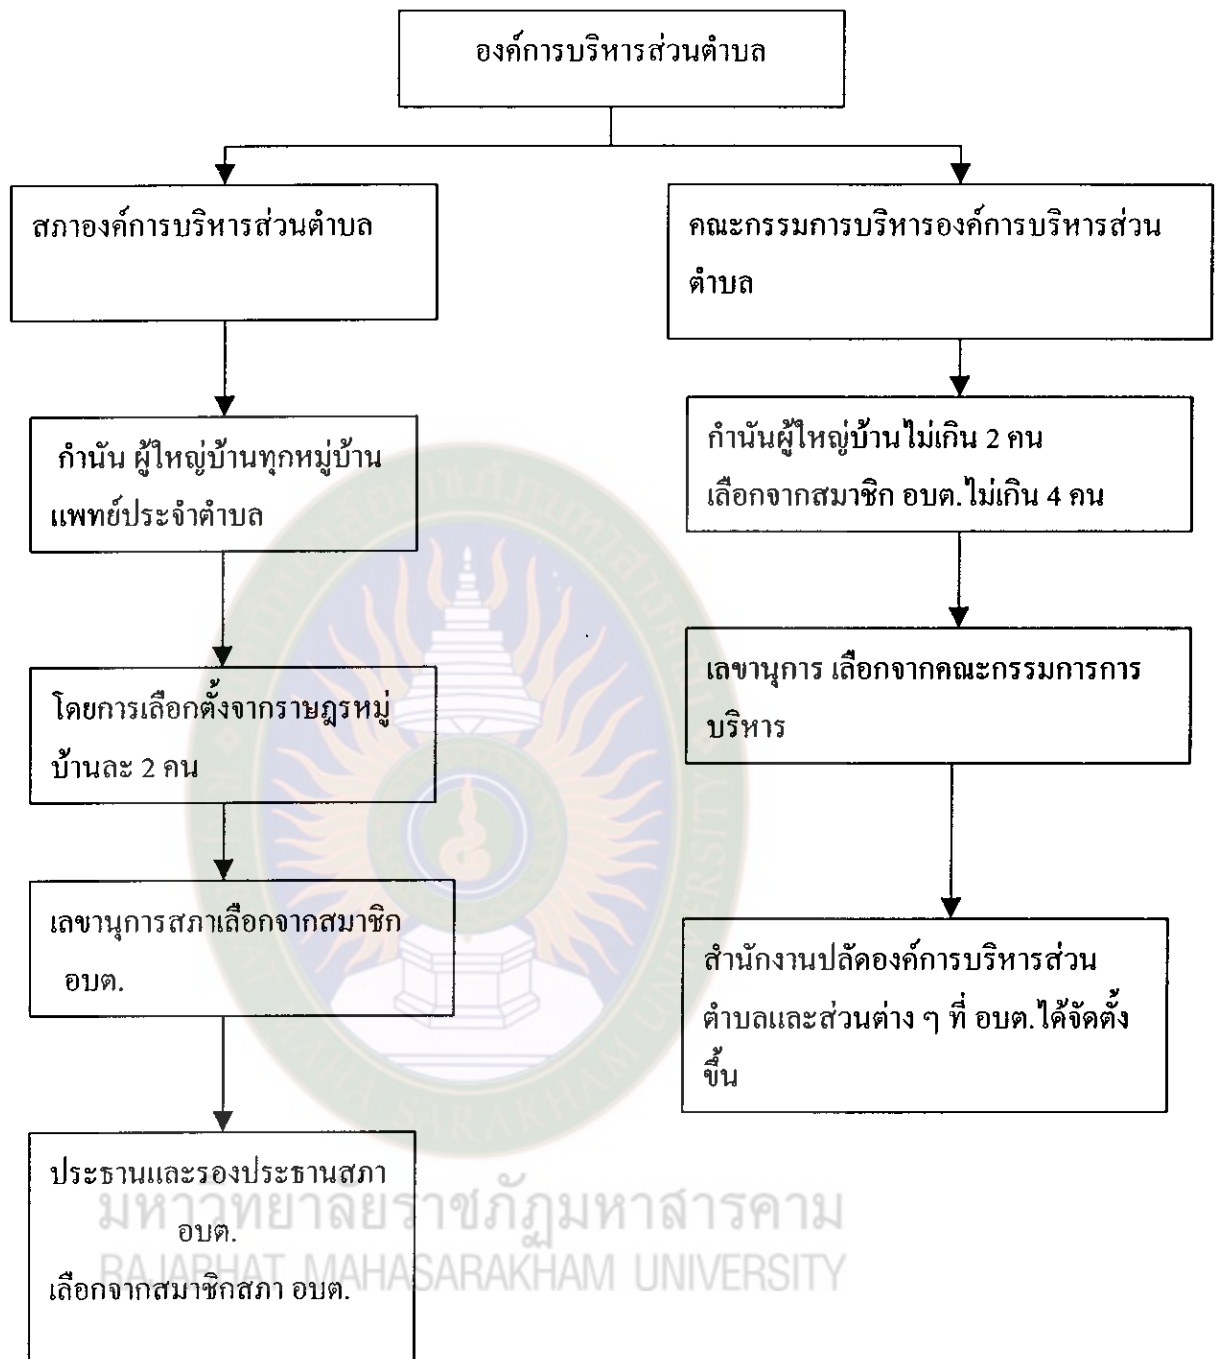 องค์การบริหารส่วนตำบล
สภาองค์การบริหารส่วนตำบล
คณะกรรมการบริหารองค์การบริหารส่วน
ตำบล
กำนัน ผู้ใหญ่บ้านทุกหมู่บ้าน
แพทย์ประจำตำบล
กำนันผู้ใหญ่บ้านไม่เกิน 2 คน
เลือกจากสมาชิก อบต.ไม่เกิน 4 คน
โดยการเลือกตั้งจากราษฎรหมู่
บ้านละ 2 คน
เลขานุการ เลือกจากคณะกรรมการการ
บริหาร
เลขานุการสภาเลือกจากสมาชิก
อบต.
สำนักงานปลัดองค์การบริหารส่วน
ตำบลและส่วนต่าง ๆ ที่ อบต.ได้จัดตั้ง
ขึ้น
ประธานและรองประธานสภา
อบต.
เลือกจากสมาชิกสภา อบต.
มหาวิทยาลัยราชภัฏมหาสารคาม
RAJABHAT MAHASARAKHAM UNIVERSITY